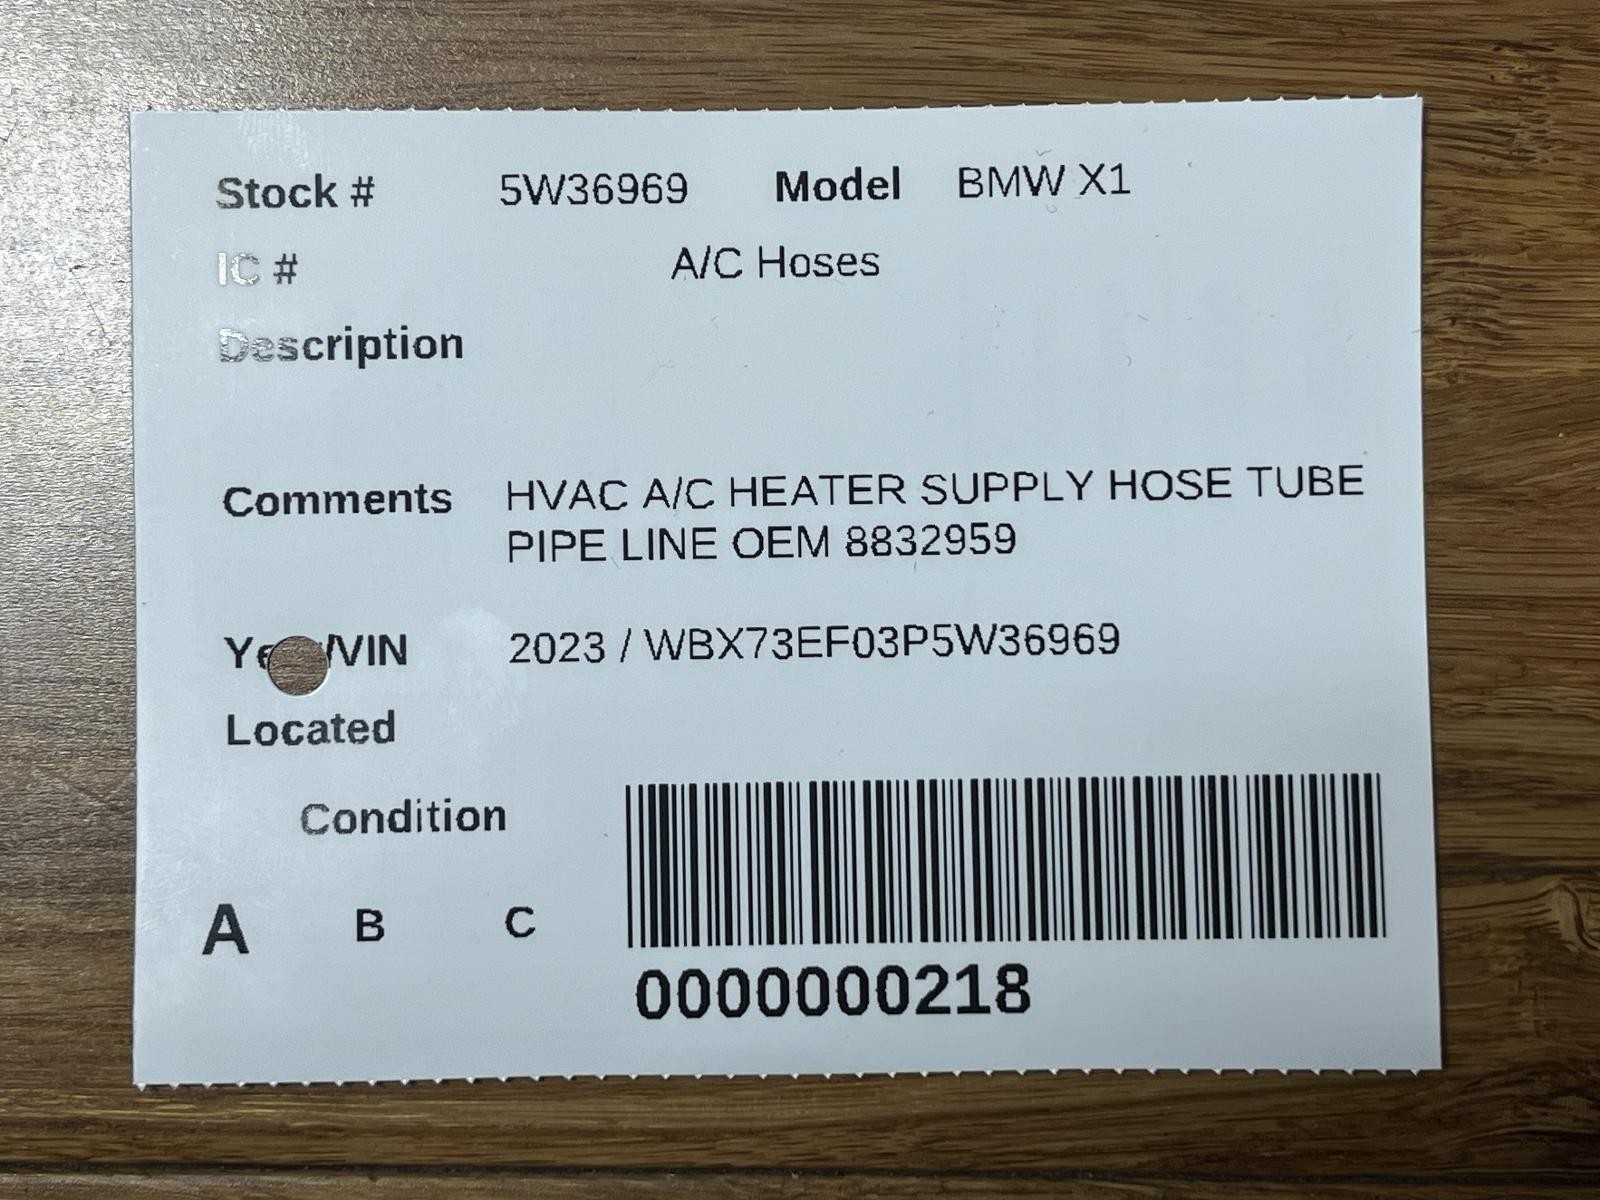 Stock # 5W36969 Model BMW X1
IC # A/C Hoses
Description
Comments HVAC A/C HEATER SUPPLY HOSE TUBE
PIPE LINE OEM 8832959
/VIN 2023 / WBX73EF03P5W36969
Located
Condition
A B C
0000000218